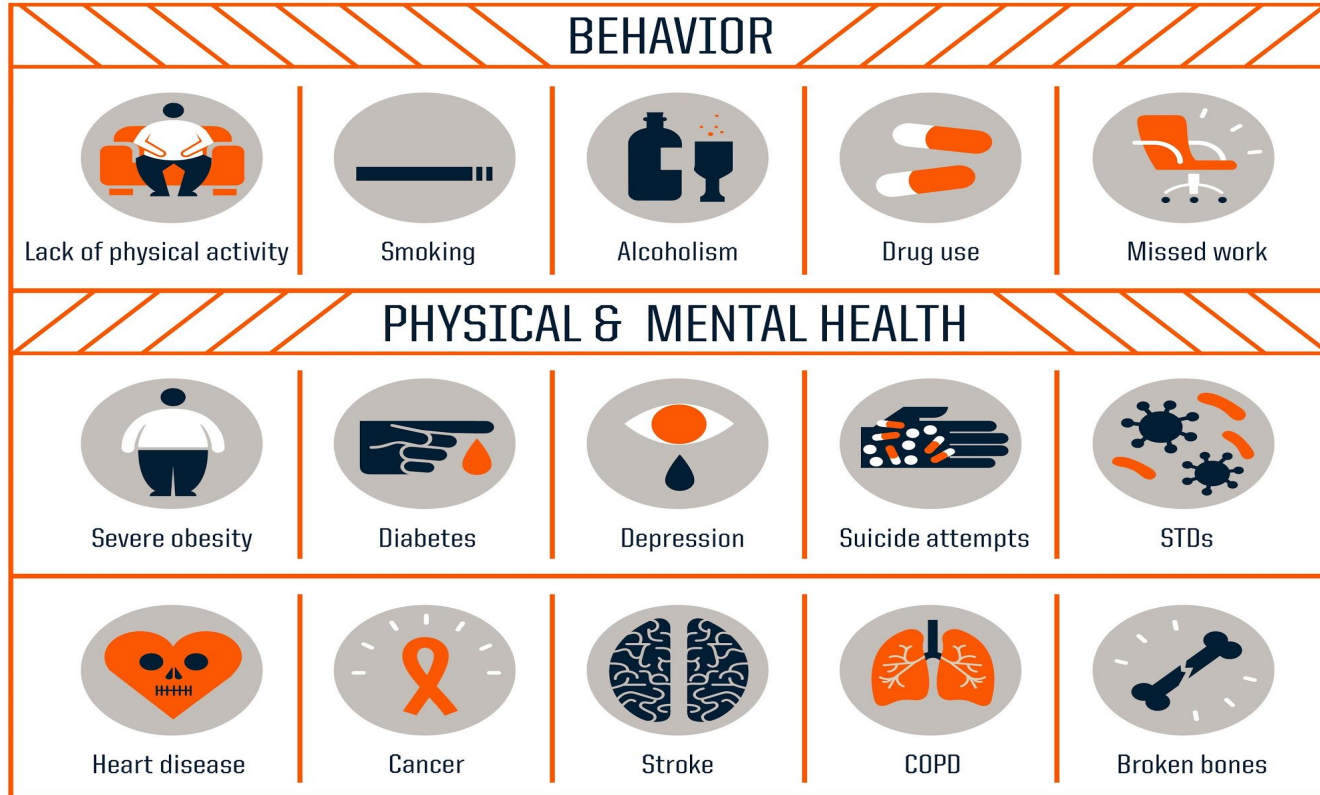 BEHAVIOR
Lack of physical activity
Smoking
Alcoholism
Drug use
Missed work
PHYSICAL & MENTAL HEALTH
Severe obesity
Diabetes
Depression
Suicide attempts
STDs
Heart disease
Cancer
Stroke
COPD
Broken bones